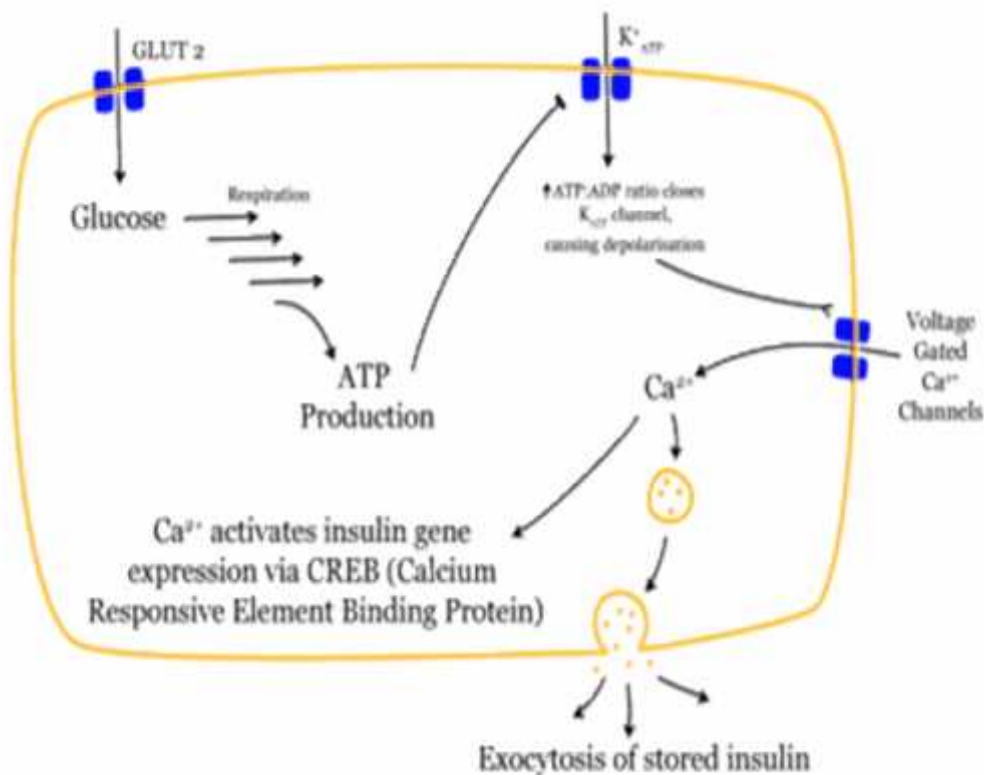 GLUT 2
K⁺ATP
Respiration
Glucose
↑ATP:ADP ratio closes
KATP channel,
causing depolarisation
Voltage
Gated
Ca²⁺
Channels
ATP
Production
Ca²⁺
Ca²⁺ activates insulin gene
expression via CREB (Calcium
Responsive Element Binding Protein)
Exocytosis of stored insulin